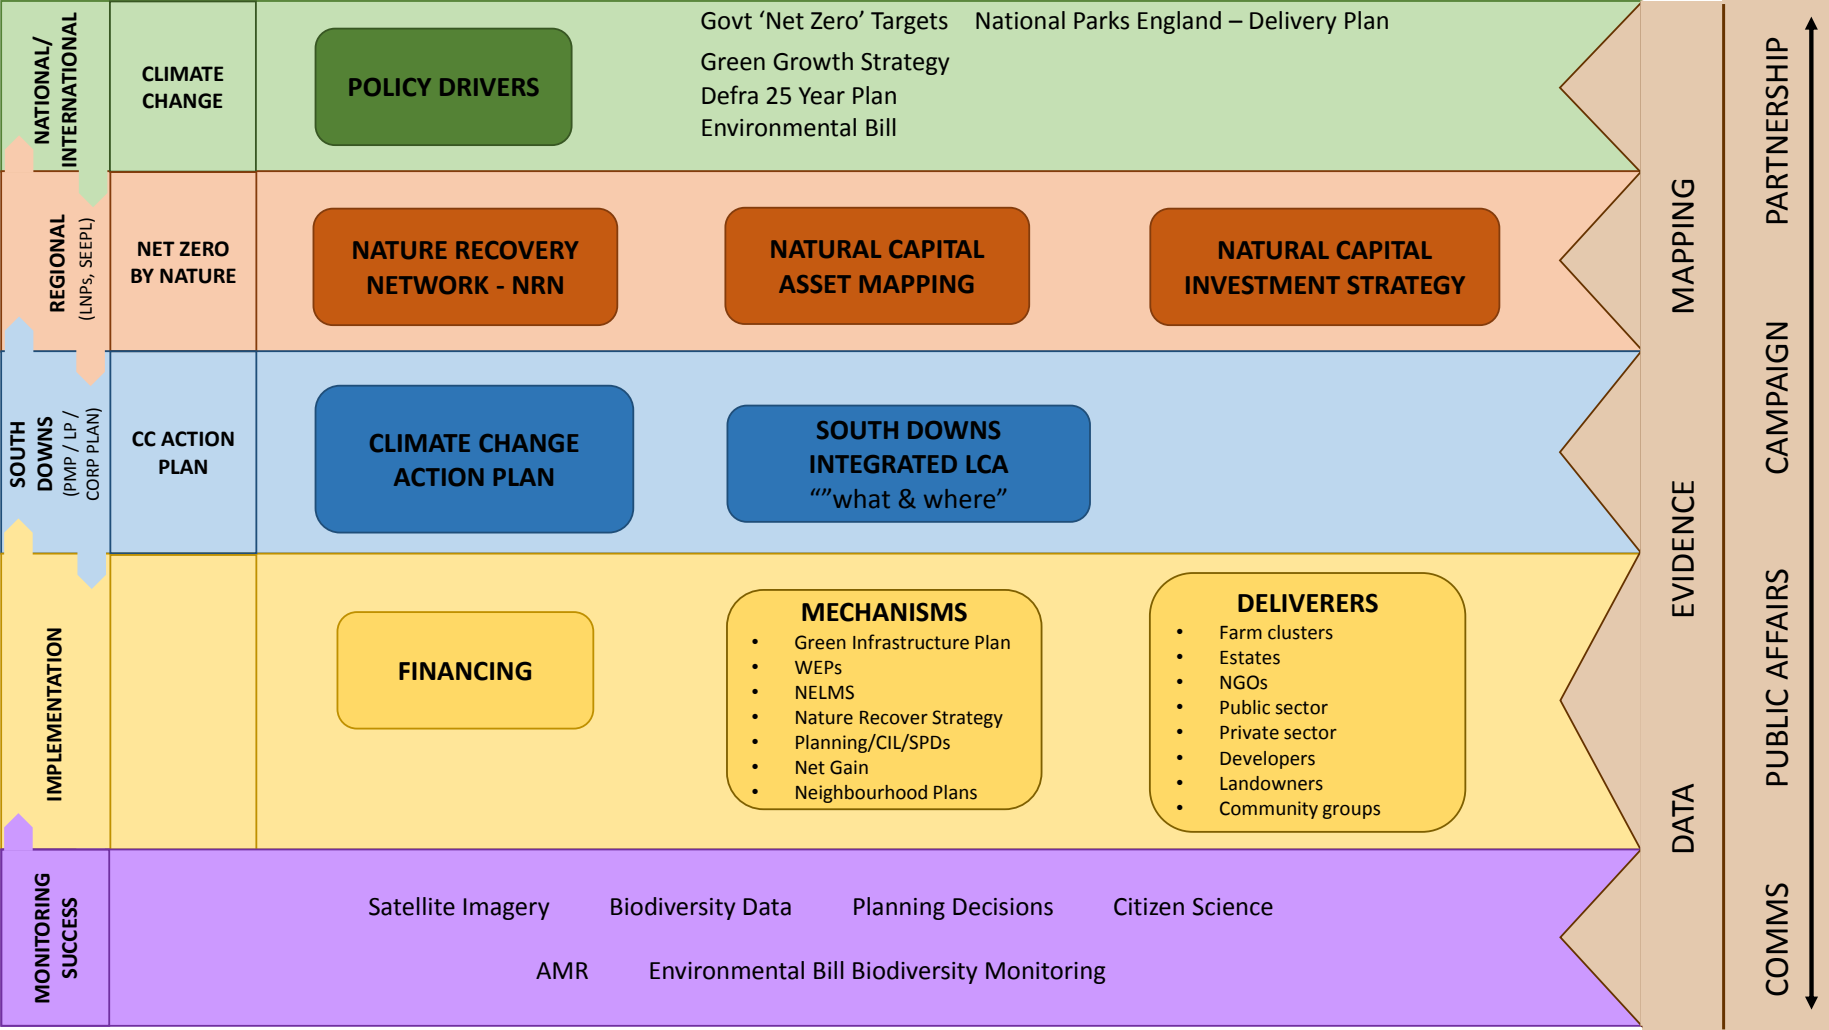 NATIONAL/
INTERNATIONAL
CLIMATE
CHANGE
POLICY DRIVERS
Govt ‘Net Zero’ Targets    National Parks England – Delivery Plan
Green Growth Strategy
Defra 25 Year Plan
Environmental Bill
REGIONAL
(LNPs, SEEPL)
NET ZERO
BY NATURE
NATURE RECOVERY
NETWORK - NRN
NATURAL CAPITAL
ASSET MAPPING
NATURAL CAPITAL
INVESTMENT STRATEGY
SOUTH
DOWNS
(PMP / LP /
CORP PLAN)
CC ACTION
PLAN
CLIMATE CHANGE
ACTION PLAN
SOUTH DOWNS
INTEGRATED LCA
“”what & where”
IMPLEMENTATION
FINANCING
MECHANISMS
• Green Infrastructure Plan
• WEPs
• NELMS
• Nature Recover Strategy
• Planning/CIL/SPDs
• Net Gain
• Neighbourhood Plans
DELIVERERS
• Farm clusters
• Estates
• NGOs
• Public sector
• Private sector
• Developers
• Landowners
• Community groups
MONITORING
SUCCESS
Satellite Imagery    Biodiversity Data    Planning Decisions    Citizen Science
AMR    Environmental Bill Biodiversity Monitoring
DATA    EVIDENCE    MAPPING
COMMS    PUBLIC AFFAIRS    CAMPAIGN    PARTNERSHIP